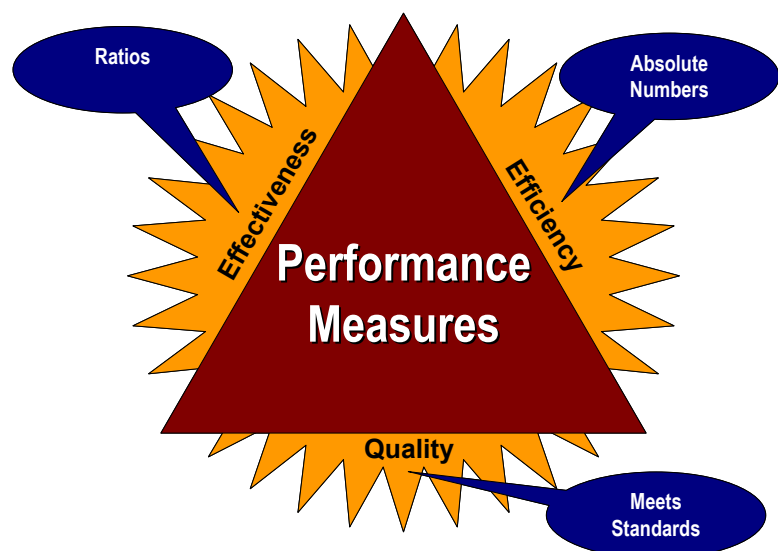 Ratios
Absolute
Numbers
Effectiveness
Efficiency
Performance
Measures
Quality
Meets
Standards